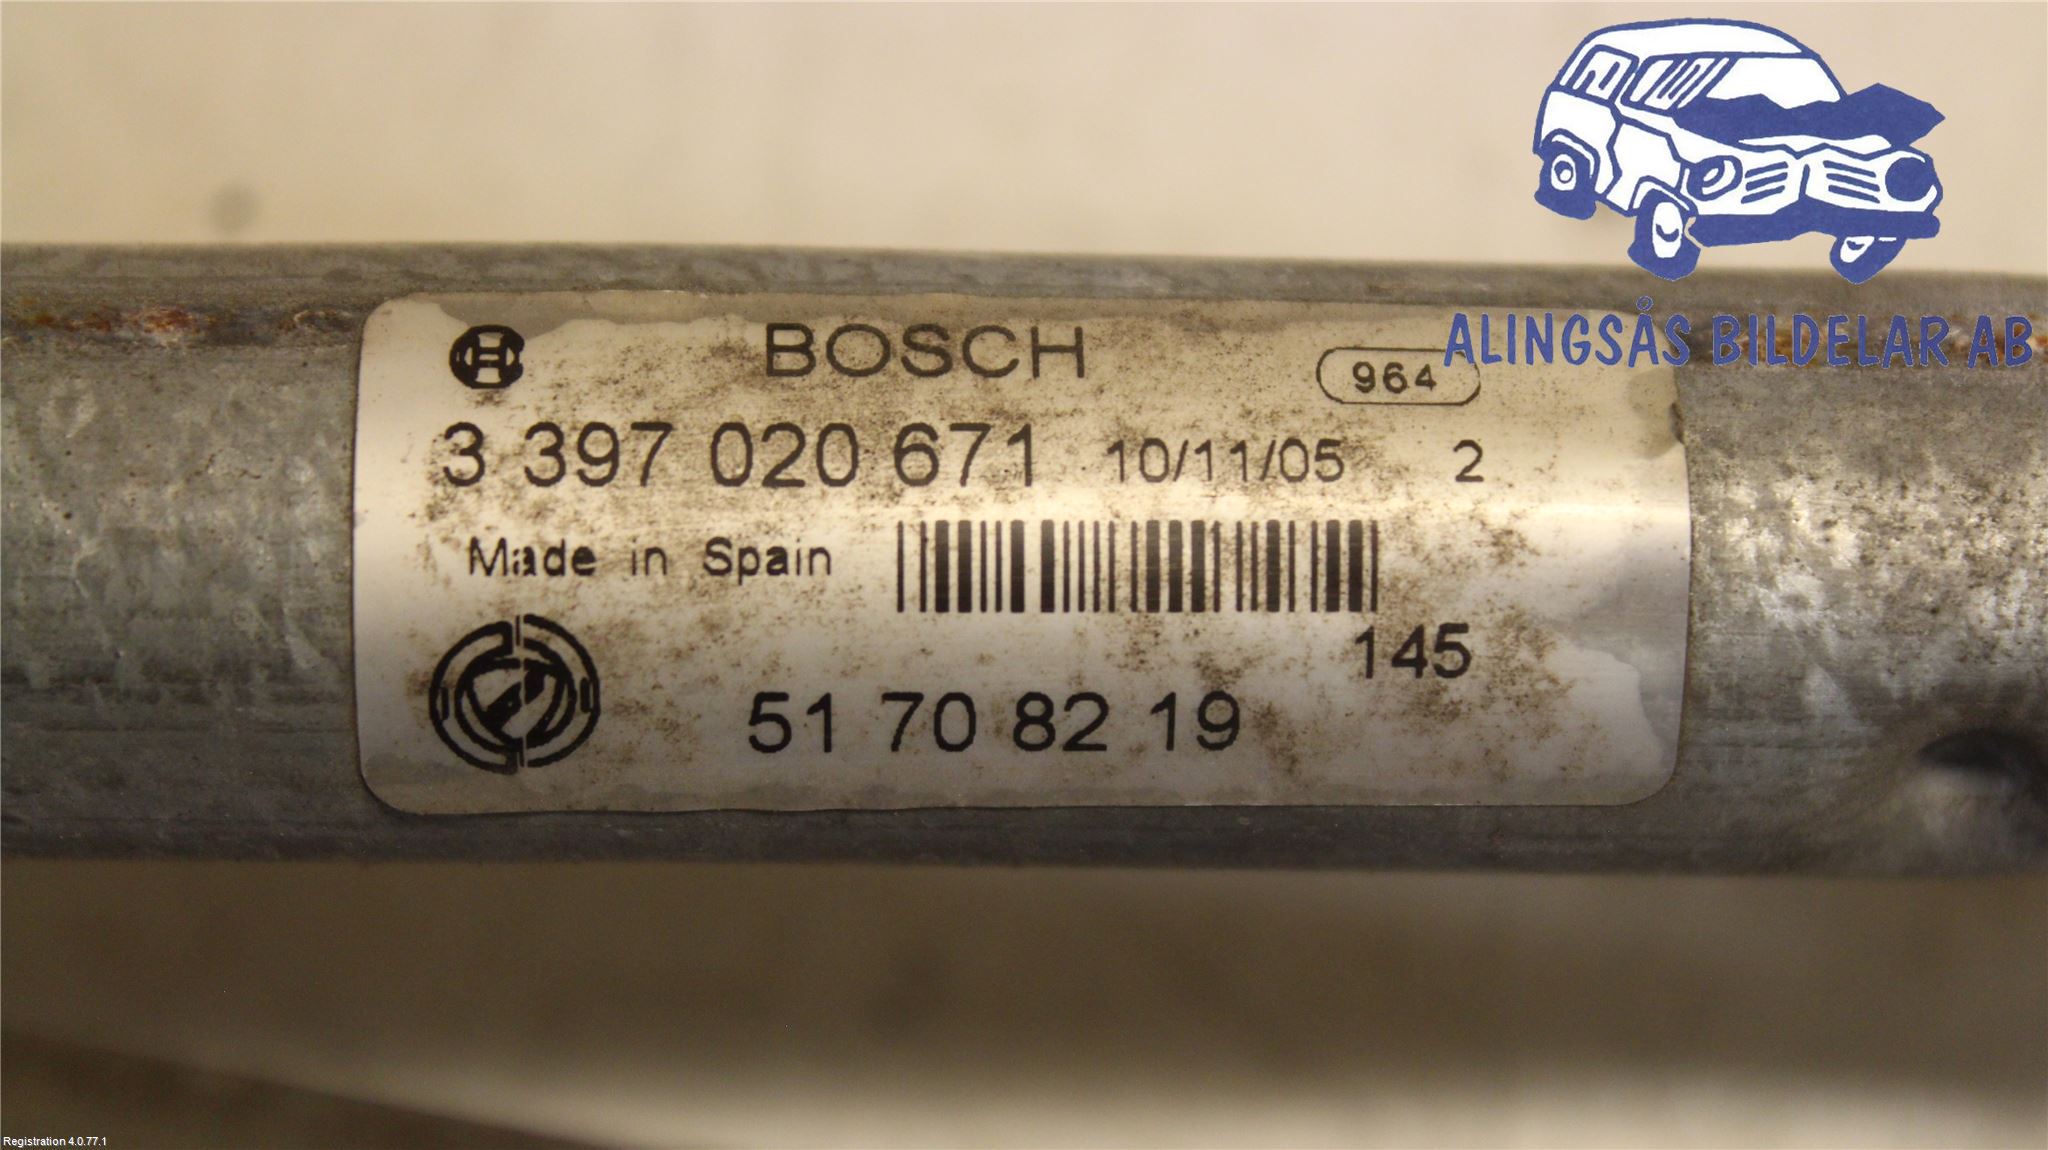 ALINGSÅS BILDELAR AB
BOSCH
964
3 397 020 671 10/11/05 2
Made in Spain
145
51 70 82 19
Registration 4.0.77.1